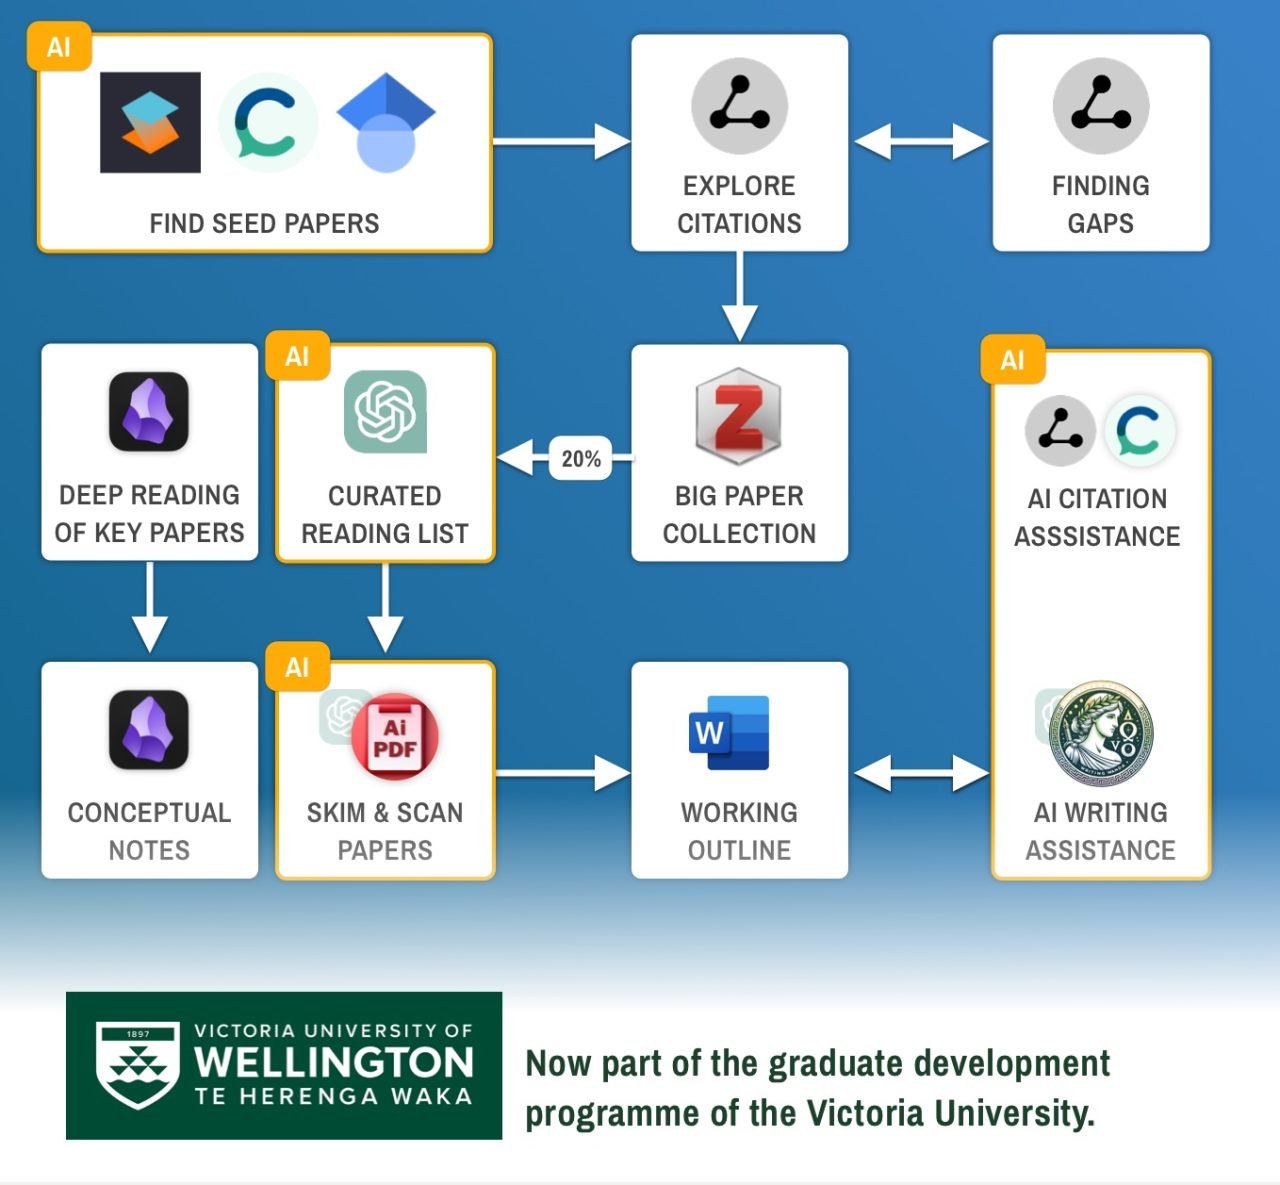 AI
FIND SEED PAPERS
EXPLORE
CITATIONS
FINDING
GAPS
DEEP READING
OF KEY PAPERS
AI
CURATED
READING LIST
20%
Z
BIG PAPER
COLLECTION
AI
AI CITATION
ASSSISTANCE
CONCEPTUAL
NOTES
AI
Ai
PDF
SKIM & SCAN
PAPERS
W
WORKING
OUTLINE
AI WRITING
ASSISTANCE
1897
VICTORIA UNIVERSITY OF
WELLINGTON
TE HERENGA WAKA
Now part of the graduate development
programme of the Victoria University.